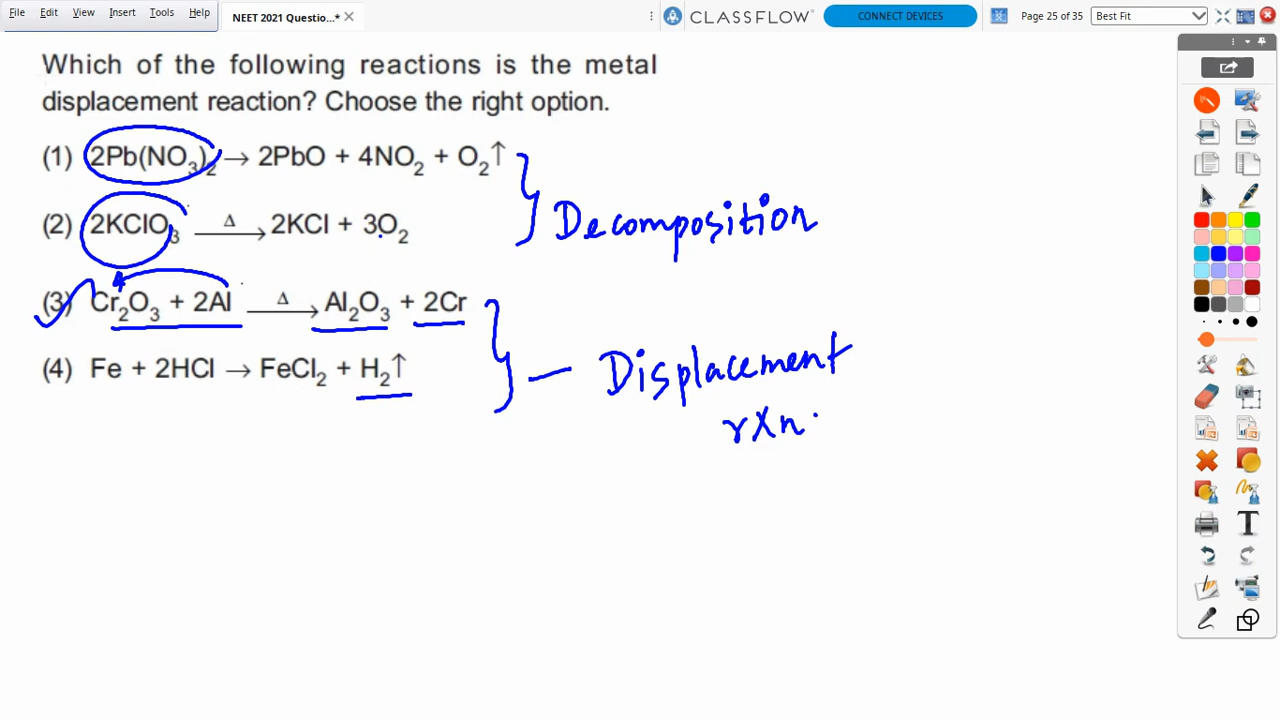 File Edit View Insert Tools Help
NEET 2021 Questio...*
CLASSFLOW
CONNECT DEVICES
Page 25 of 35
Best Fit
Which of the following reactions is the metal
displacement reaction? Choose the right option.
(1) 2Pb(NO₃)₂ → 2PbO + 4NO₂ + O₂↑
(2) 2KClO₃ —Δ→ 2KCl + 3O₂
Decomposition
(3) Cr₂O₃ + 2Al —Δ→ Al₂O₃ + 2Cr
(4) Fe + 2HCl → FeCl₂ + H₂↑
Displacement
rxn.